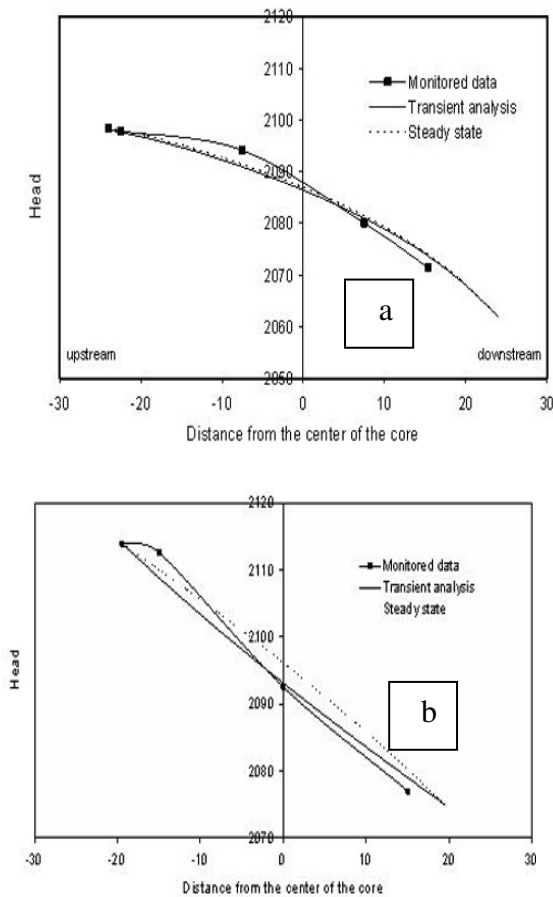 2120
2110
2100
2090
2080
2070
2060
2050
Head
Monitored data
Transient analysis
Steady state
a
upstream
downstream
-30 -20 -10 0 10 20 30
Distance from the center of the core
2120
2110
2100
2090
2080
2070
Head
Monitored data
Transient analysis
Steady state
b
-30 -20 -10 0 10 20 30
Distance from the center of the core